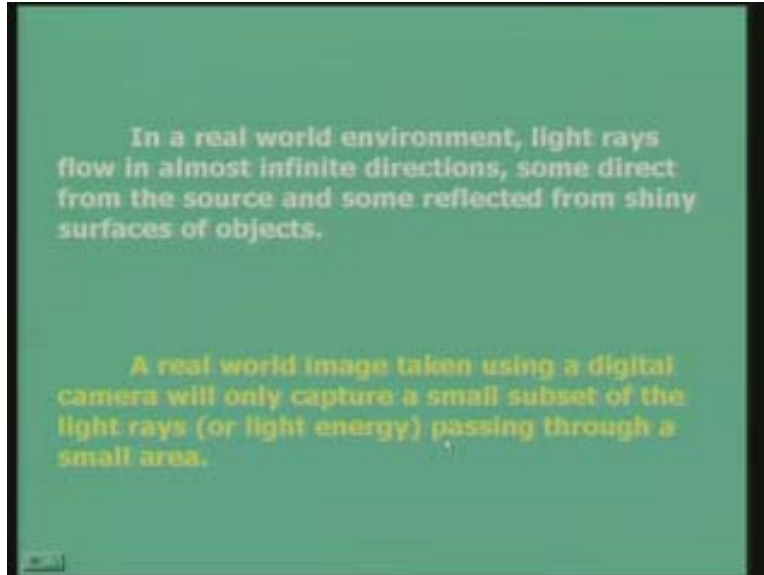 In a real world environment, light rays
flow in almost infinite directions, some direct
from the source and some reflected from shiny
surfaces of objects.
A real world image taken using a digital
camera will only capture a small subset of the
light rays (or light energy) passing through a
small area.